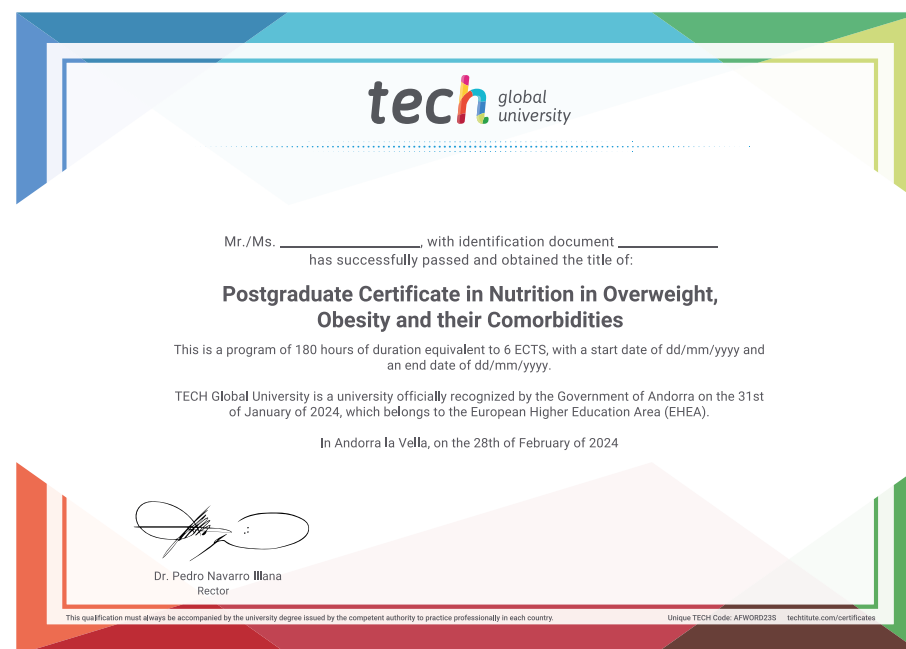 tech global
university
Mr./Ms. ____________________, with identification document ______________
has successfully passed and obtained the title of:
Postgraduate Certificate in Nutrition in Overweight,
Obesity and their Comorbidities
This is a program of 180 hours of duration equivalent to 6 ECTS, with a start date of dd/mm/yyyy and
an end date of dd/mm/yyyy.
TECH Global University is a university officially recognized by the Government of Andorra on the 31st
of January of 2024, which belongs to the European Higher Education Area (EHEA).
In Andorra la Vella, on the 28th of February of 2024
Dr. Pedro Navarro Illana
Rector
This qualification must always be accompanied by the university degree issued by the competent authority to practice professionally in each country.
Unique TECH Code: AFWORD23S techtitute.com/certificates